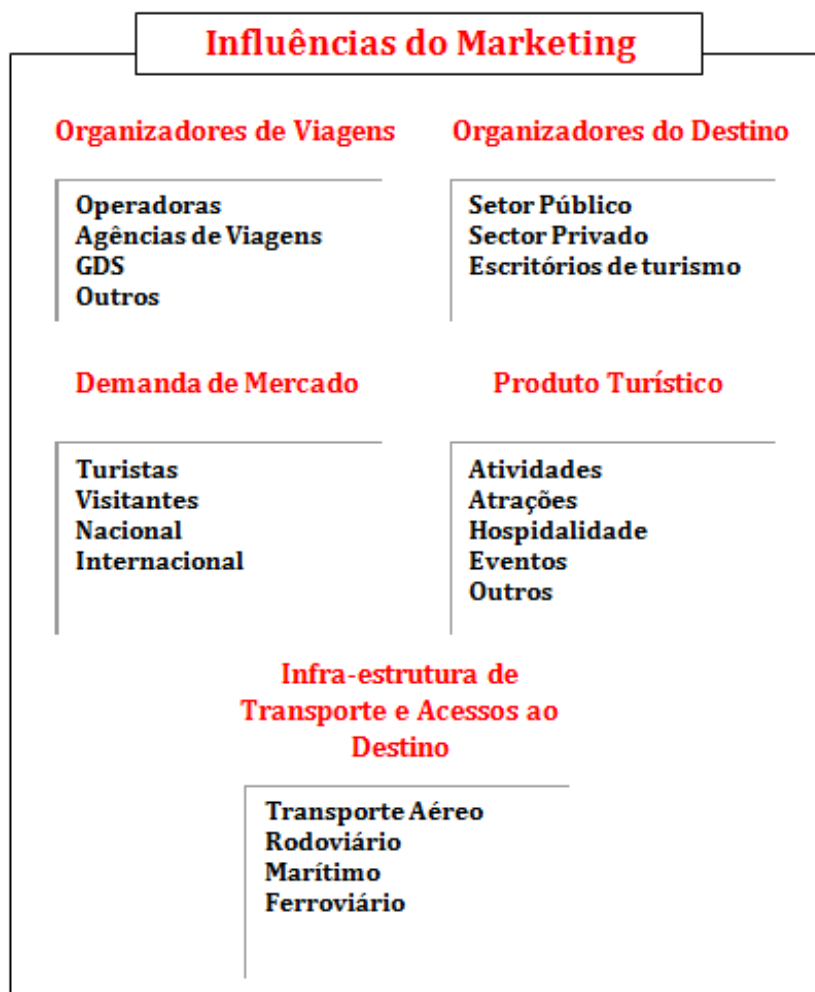 Influências do Marketing
Organizadores de Viagens
Operadoras
Agências de Viagens
GDS
Outros
Organizadores do Destino
Setor Público
Sector Privado
Escritórios de turismo
Demanda de Mercado
Turistas
Visitantes
Nacional
Internacional
Produto Turístico
Atividades
Atrações
Hospidalidade
Eventos
Outros
Infra-estrutura de
Transporte e Acessos ao
Destino
Transporte Aéreo
Rodoviário
Marítimo
Ferroviário